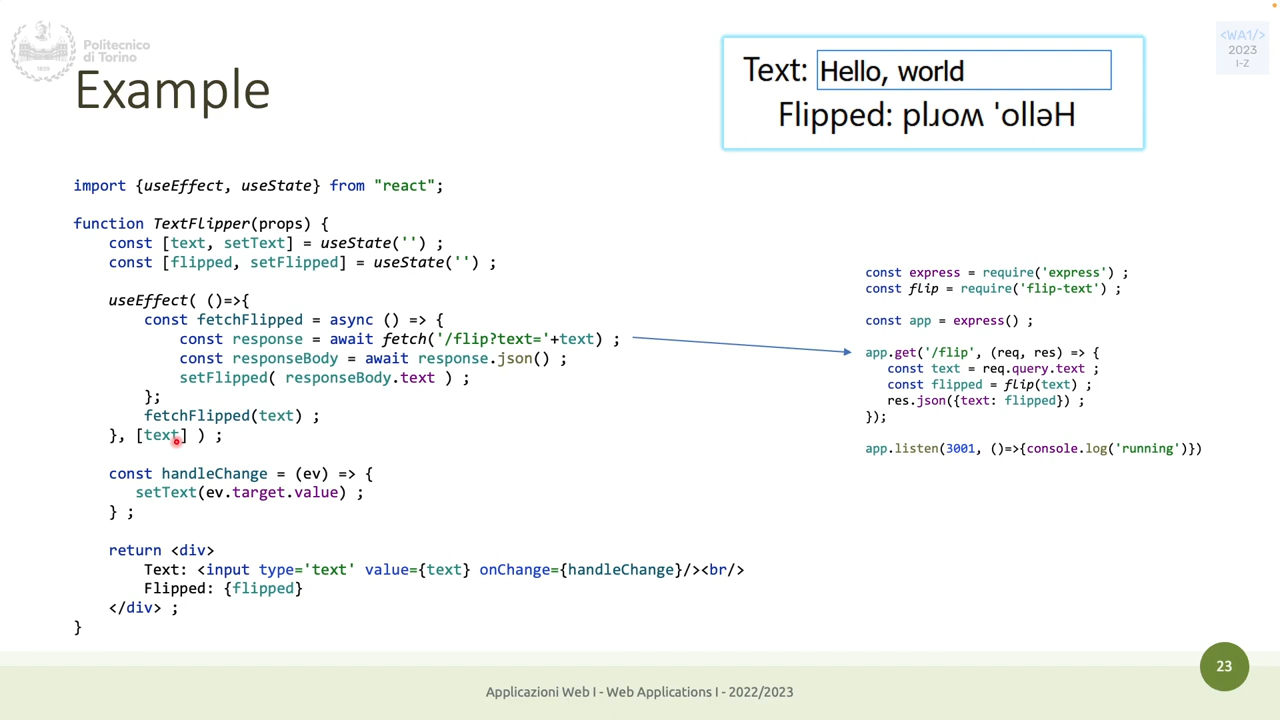 Politecnico
di Torino
1859
<WA1/>
2023
I-Z
Example
Text: Hello, world
Flipped: plɹoʍ 'ollǝH
import {useEffect, useState} from "react";
function TextFlipper(props) {
const [text, setText] = useState('') ;
const [flipped, setFlipped] = useState('') ;
useEffect( ()=>{
const fetchFlipped = async () => {
const response = await fetch('/flip?text='+text) ;
const responseBody = await response.json() ;
setFlipped( responseBody.text ) ;
};
fetchFlipped(text) ;
}, [text] ) ;
const handleChange = (ev) => {
setText(ev.target.value) ;
} ;
return <div>
Text: <input type='text' value={text} onChange={handleChange}/><br/>
Flipped: {flipped}
</div> ;
}
const express = require('express') ;
const flip = require('flip-text') ;
const app = express() ;
app.get('/flip', (req, res) => {
const text = req.query.text ;
const flipped = flip(text) ;
res.json({text: flipped}) ;
});
app.listen(3001, ()=>{console.log('running')})
23
Applicazioni Web I - Web Applications I - 2022/2023